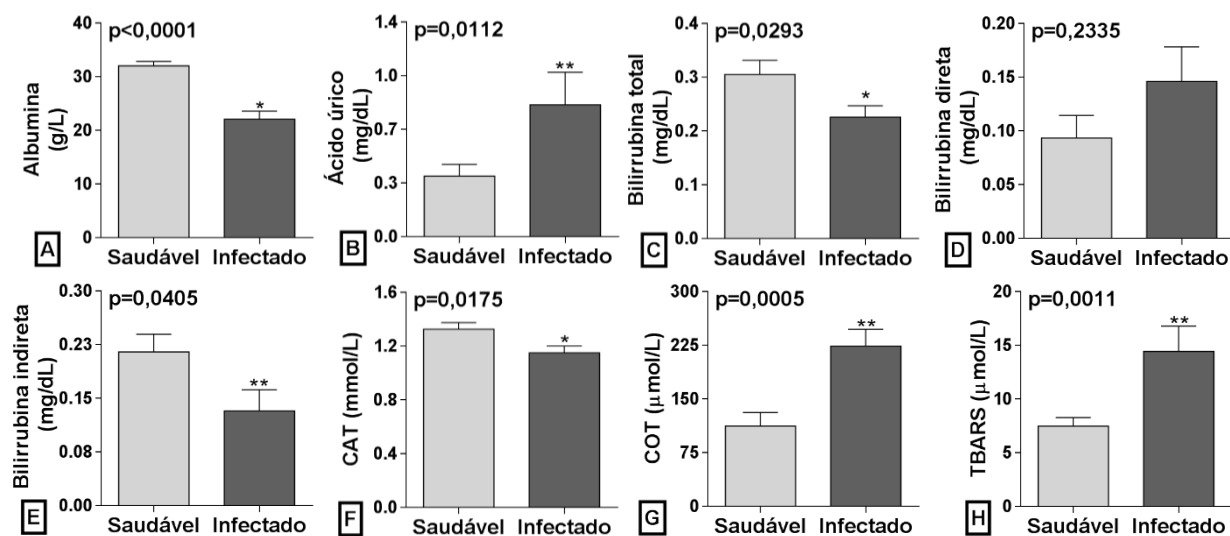 Albumina
(g/L)
p<0,0001
40
30
20
10
0
*
Saudável Infectado
A
Ácido úrico
(mg/dL)
p=0,0112
1.4
1.0
0.7
0.3
0.0
**
Saudável Infectado
B
Bilirrubina total
(mg/dL)
p=0,0293
0.4
0.3
0.2
0.1
0.0
*
Saudável Infectado
C
Bilirrubina direta
(mg/dL)
p=0,2335
0.20
0.15
0.10
0.05
0.00
Saudável Infectado
D
Bilirrubina indireta
(mg/dL)
p=0,0405
0.30
0.23
0.15
0.08
0.00
**
Saudável Infectado
E
CAT (mmol/L)
p=0,0175
1.6
1.2
0.8
0.4
0.0
*
Saudável Infectado
F
COT (µmol/L)
p=0,0005
300
225
150
75
0
**
Saudável Infectado
G
TBARS (µmol/L)
p=0,0011
20
15
10
5
0
**
Saudável Infectado
H